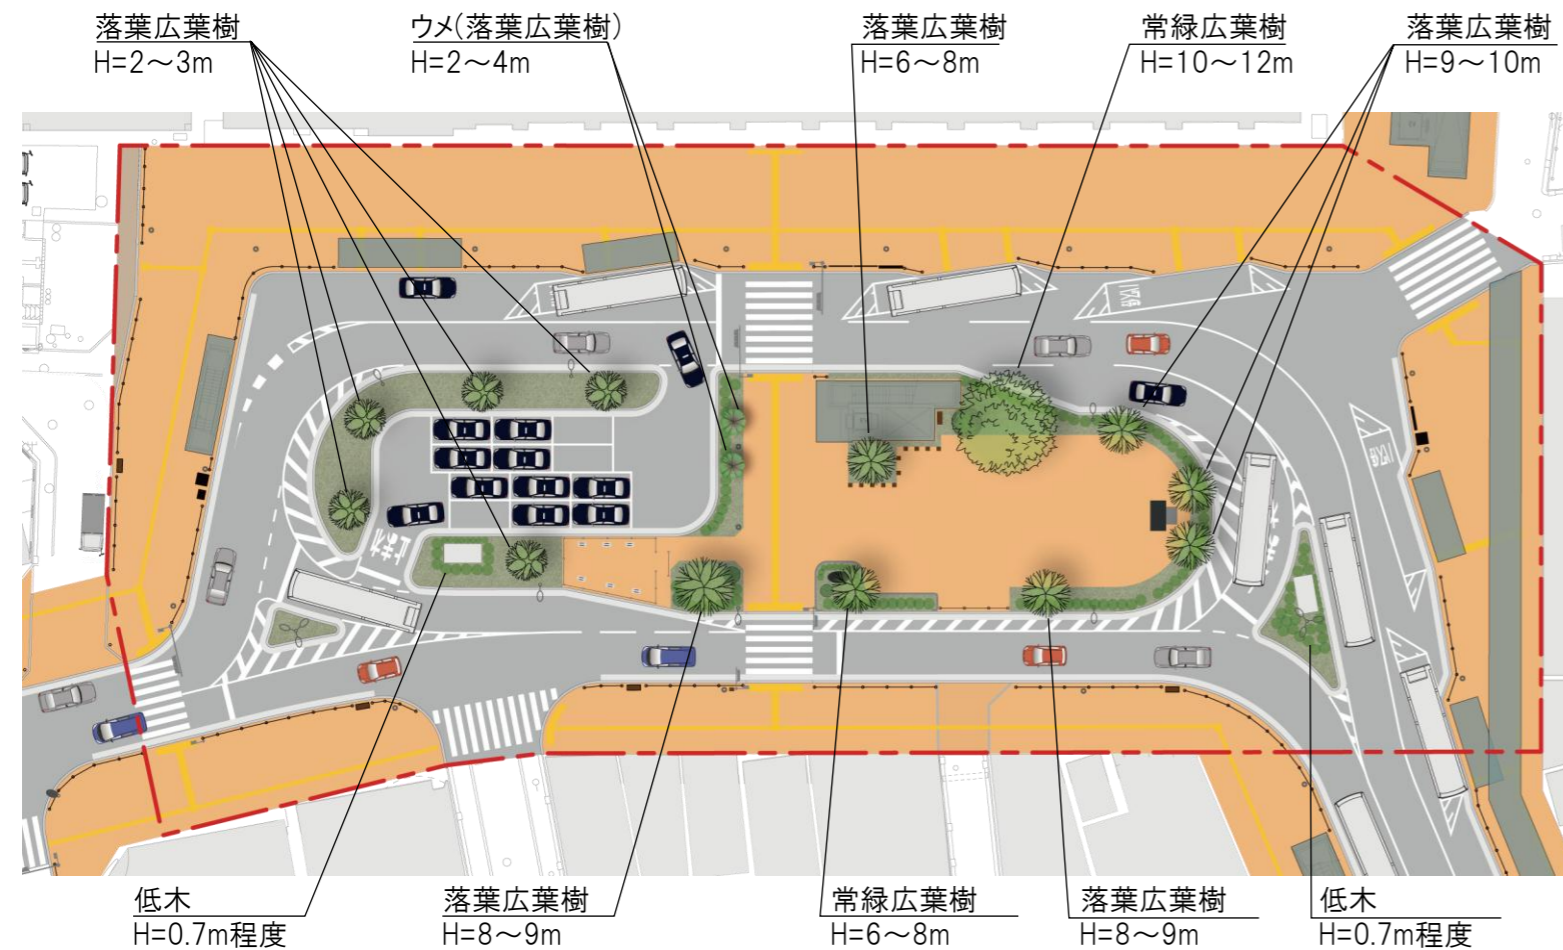 落葉広葉樹
H=2～3m
ウメ(落葉広葉樹)
H=2～4m
落葉広葉樹
H=6～8m
常緑広葉樹
H=10～12m
落葉広葉樹
H=9～10m
低木
H=0.7m程度
落葉広葉樹
H=8～9m
常緑広葉樹
H=6～8m
落葉広葉樹
H=8～9m
低木
H=0.7m程度